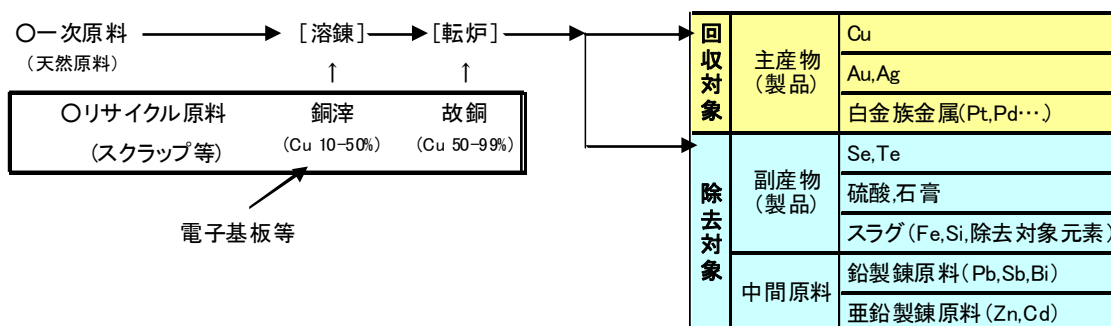 〇一次原料 [溶錬] [転炉]
(天然原料)
↑ ↑
〇リサイクル原料 銅滓 故銅
(スクラップ等) (Cu 10-50%) (Cu 50-99%)
電子基板等
回収対象
主産物
(製品)
Cu
Au,Ag
白金族金属(Pt,Pd….)
除去対象
副産物
(製品)
Se,Te
硫酸,石膏
スラグ(Fe,Si,除去対象元素)
中間原料
鉛製錬原料(Pb,Sb,Bi)
亜鉛製錬原料(Zn,Cd)